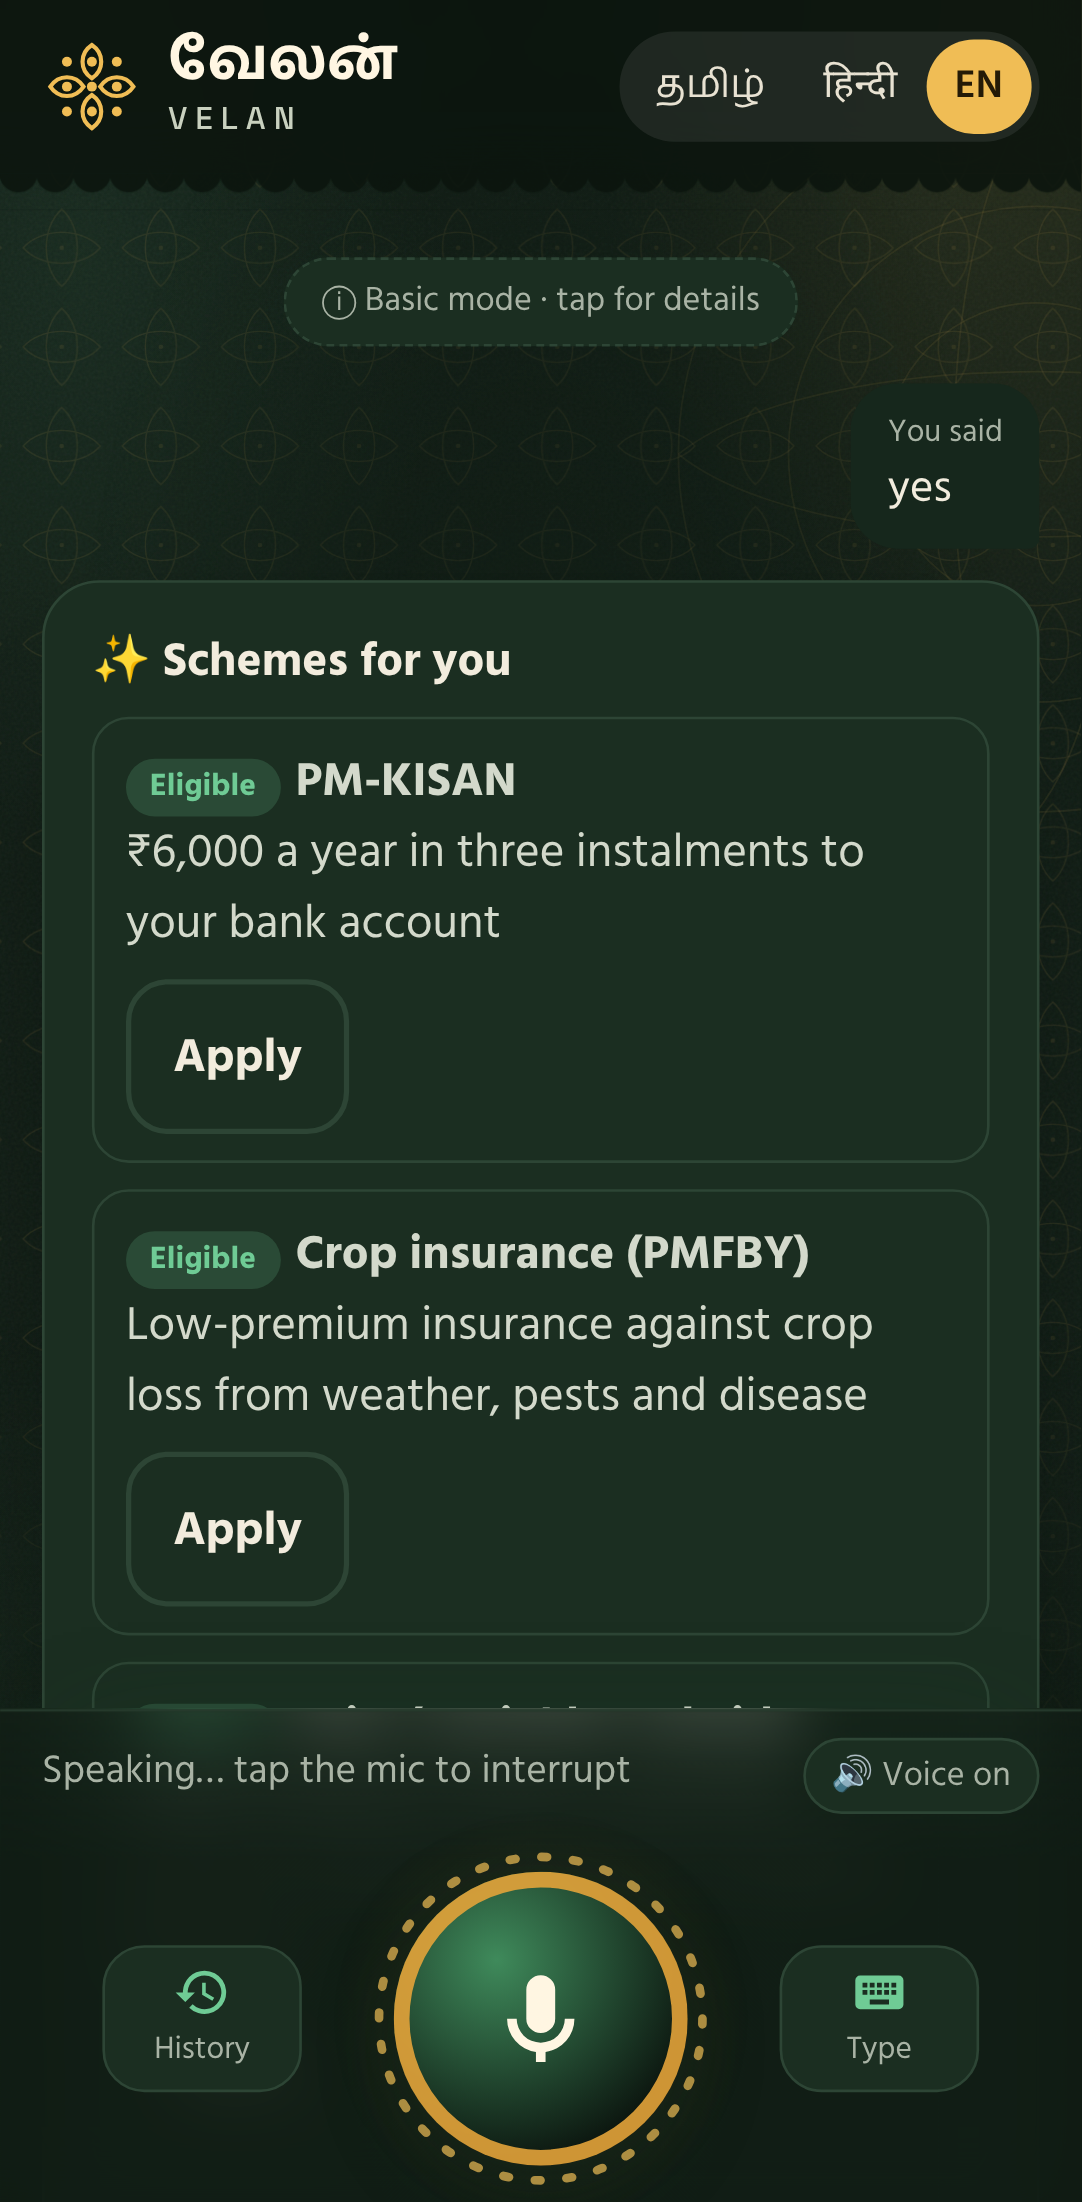 வேலன்
VELAN
தமிழ்
हिन्दी
EN
ⓘ Basic mode · tap for details
You said
yes
✨ Schemes for you
Eligible PM-KISAN
₹6,000 a year in three instalments to
your bank account
Apply
Eligible Crop insurance (PMFBY)
Low-premium insurance against crop
loss from weather, pests and disease
Apply
Speaking... tap the mic to interrupt
🔊 Voice on
History
Type